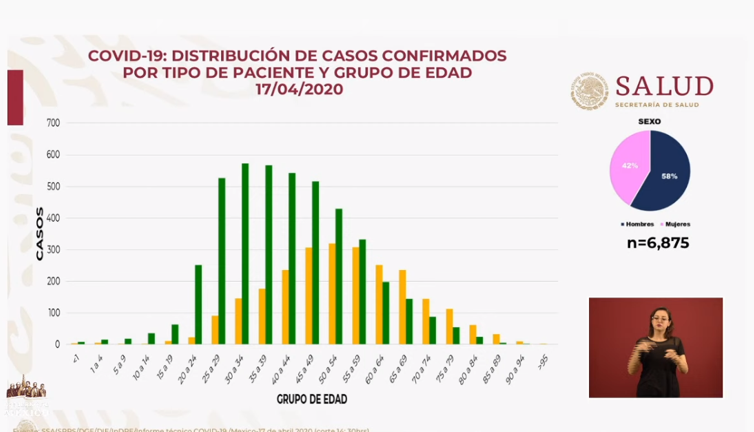 COVID-19: DISTRIBUCIÓN DE CASOS CONFIRMADOS
POR TIPO DE PACIENTE Y GRUPO DE EDAD
17/04/2020
SALUD
SECRETARÍA DE SALUD
SEXO
42%
58%
Hombres Mujeres
n=6,875
CASOS
700
600
500
400
300
200
100
0
<1 1 a 4 5 a 9 10 a 14 15 a 19 20 a 24 25 a 29 30 a 34 35 a 39 40 a 44 45 a 49 50 a 54 55 a 59 60 a 64 65 a 69 70 a 74 75 a 79 80 a 84 85 a 89 90 a 94 >95
GRUPO DE EDAD